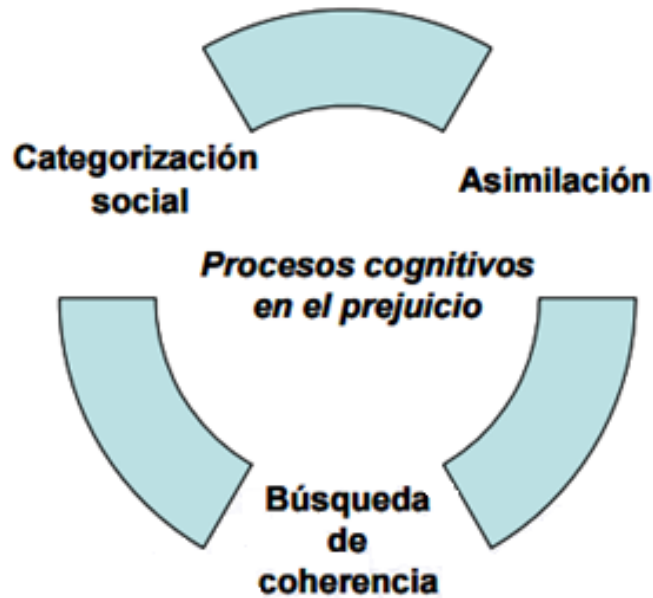 Categorización
social
Asimilación
Procesos cognitivos
en el prejuicio
Búsqueda
de
coherencia